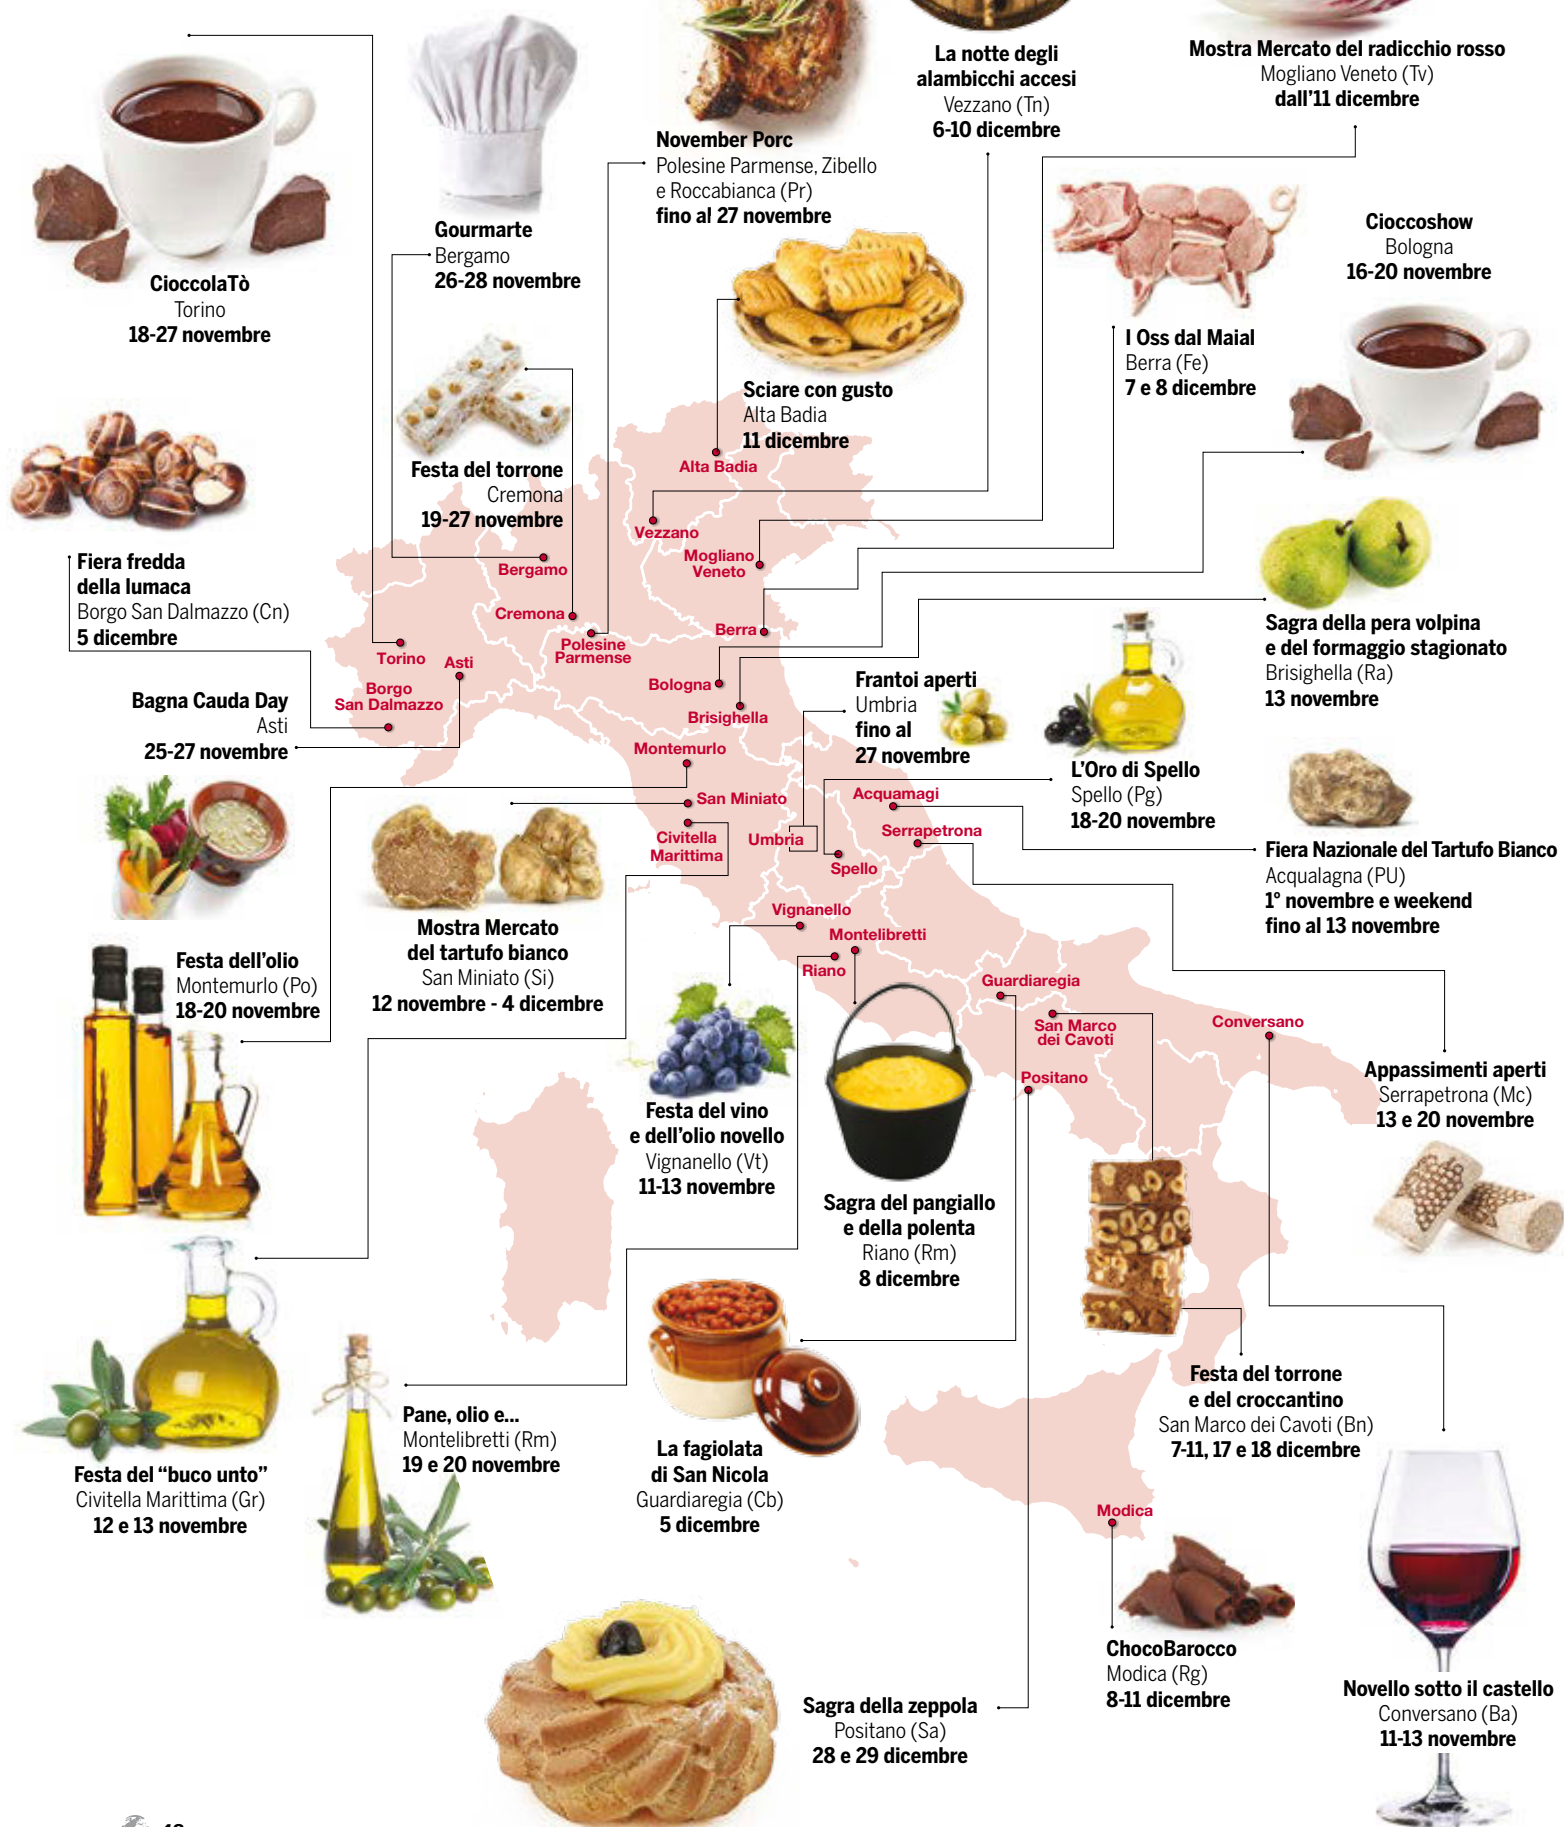 La notte degli
alambicchi accesi
Vezzano (Tn)
6-10 dicembre
Mostra Mercato del radicchio rosso
Mogliano Veneto (Tv)
dall'11 dicembre
November Porc
Polesine Parmense, Zibello
e Roccabianca (Pr)
fino al 27 novembre
Gourmarte
Bergamo
26-28 novembre
Cioccoshow
Bologna
16-20 novembre
CioccolaTò
Torino
18-27 novembre
I Oss dal Maial
Berra (Fe)
7 e 8 dicembre
Sciare con gusto
Alta Badia
11 dicembre
Festa del torrone
Cremona
19-27 novembre
Fiera fredda
della lumaca
Borgo San Dalmazzo (Cn)
5 dicembre
Alta Badia
Vezzano
Mogliano
Veneto
Bergamo
Cremona
Berra
Polesine
Parmense
Torino
Asti
Borgo
San Dalmazzo
Bologna
Brisighella
Montemurlo
San Miniato
Civitella
Marittima
Umbria
Acquamagi
Serrapetrona
Spello
Vignanello
Montelibretti
Riano
Guardiaregia
San Marco
dei Cavoti
Conversano
Positano
Modica
Sagra della pera volpina
e del formaggio stagionato
Brisighella (Ra)
13 novembre
Bagna Cauda Day
Asti
25-27 novembre
Frantoi aperti
Umbria
fino al
27 novembre
L'Oro di Spello
Spello (Pg)
18-20 novembre
Fiera Nazionale del Tartufo Bianco
Acqualagna (PU)
1° novembre e weekend
fino al 13 novembre
Mostra Mercato
del tartufo bianco
San Miniato (Si)
12 novembre - 4 dicembre
Festa dell'olio
Montemurlo (Po)
18-20 novembre
Appassimenti aperti
Serrapetrona (Mc)
13 e 20 novembre
Festa del vino
e dell'olio novello
Vignanello (Vt)
11-13 novembre
Sagra del pangiallo
e della polenta
Riano (Rm)
8 dicembre
Festa del torrone
e del croccantino
San Marco dei Cavoti (Bn)
7-11, 17 e 18 dicembre
Pane, olio e...
Montelibretti (Rm)
19 e 20 novembre
La fagiolata
di San Nicola
Guardiaregia (Cb)
5 dicembre
Festa del “buco unto”
Civitella Marittima (Gr)
12 e 13 novembre
ChocoBarocco
Modica (Rg)
8-11 dicembre
Novello sotto il castello
Conversano (Ba)
11-13 novembre
Sagra della zeppola
Positano (Sa)
28 e 29 dicembre